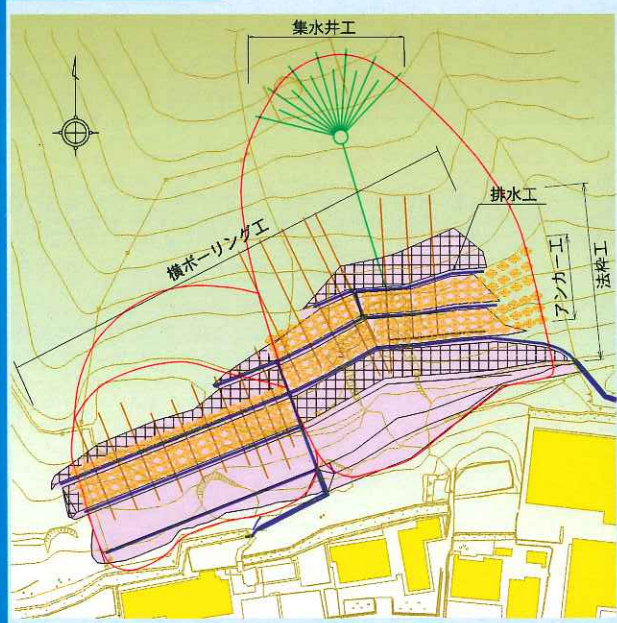 集水井工
排水工
横ボーリング工
アンカー工
法枠工